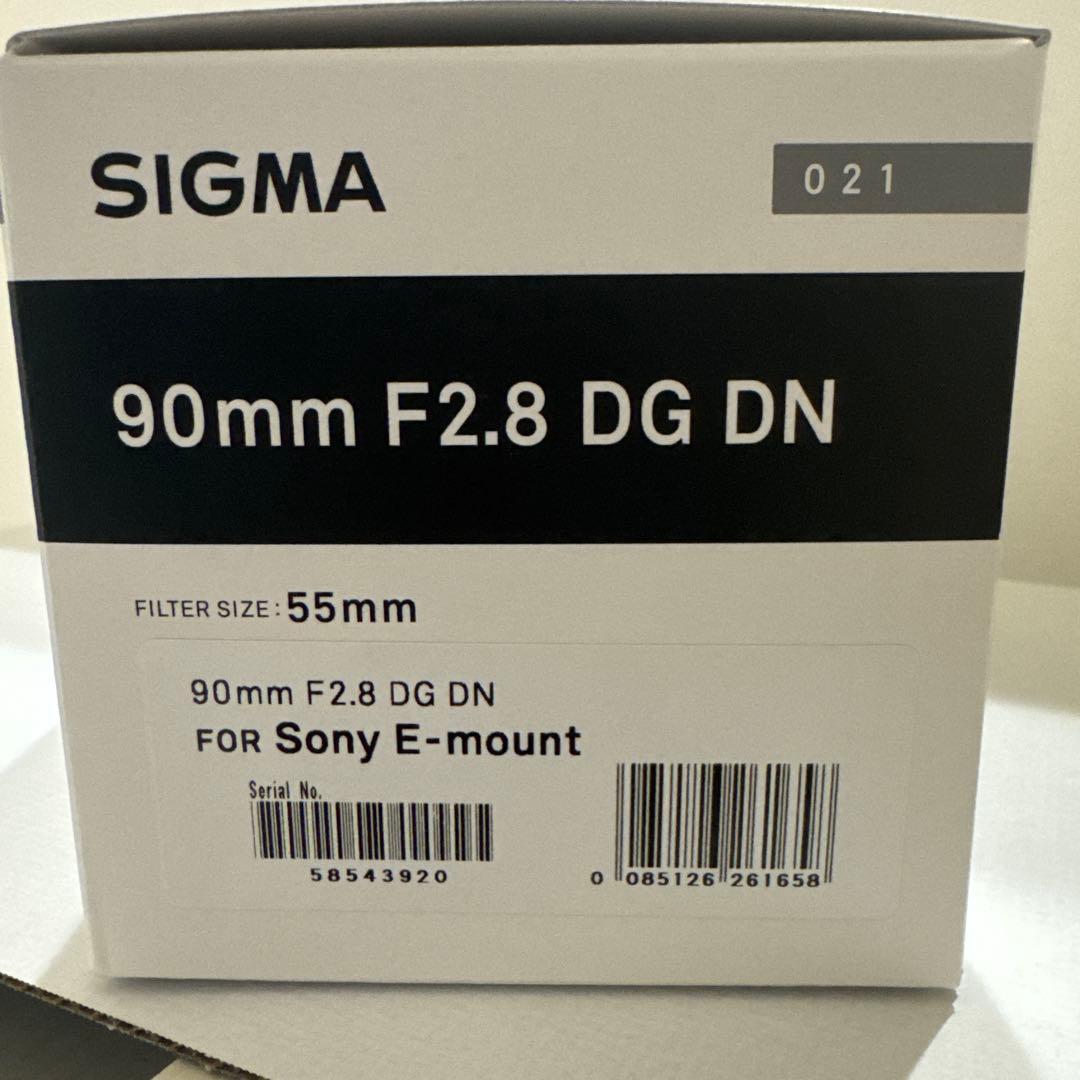 SIGMA
021
90mm F2.8 DG DN
FILTER SIZE: 55mm
90mm F2.8 DG DN
FOR Sony E-mount
Serial No.
58543920
0 085126 261658